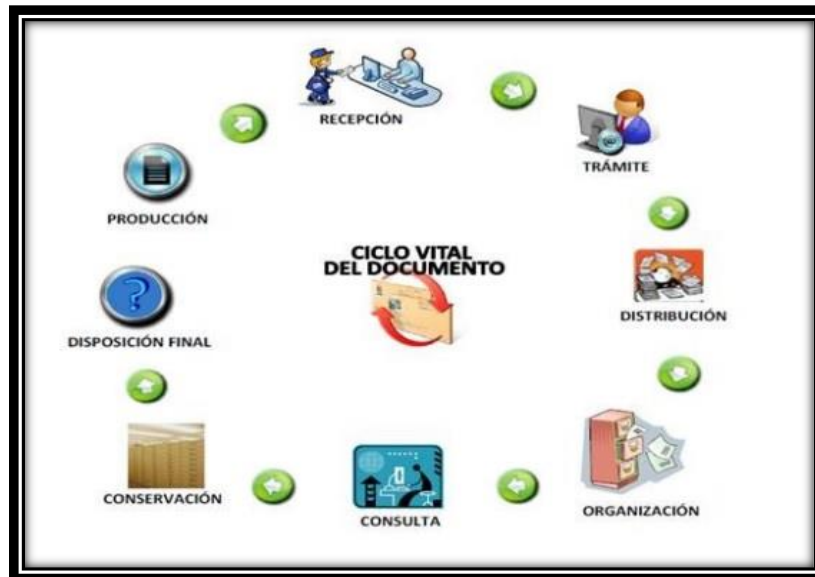 RECEPCIÓN
TRÁMITE
PRODUCCIÓN
CICLO VITAL
DEL DOCUMENTO
DISTRIBUCIÓN
DISPOSICIÓN FINAL
CONSERVACIÓN
CONSULTA
ORGANIZACIÓN